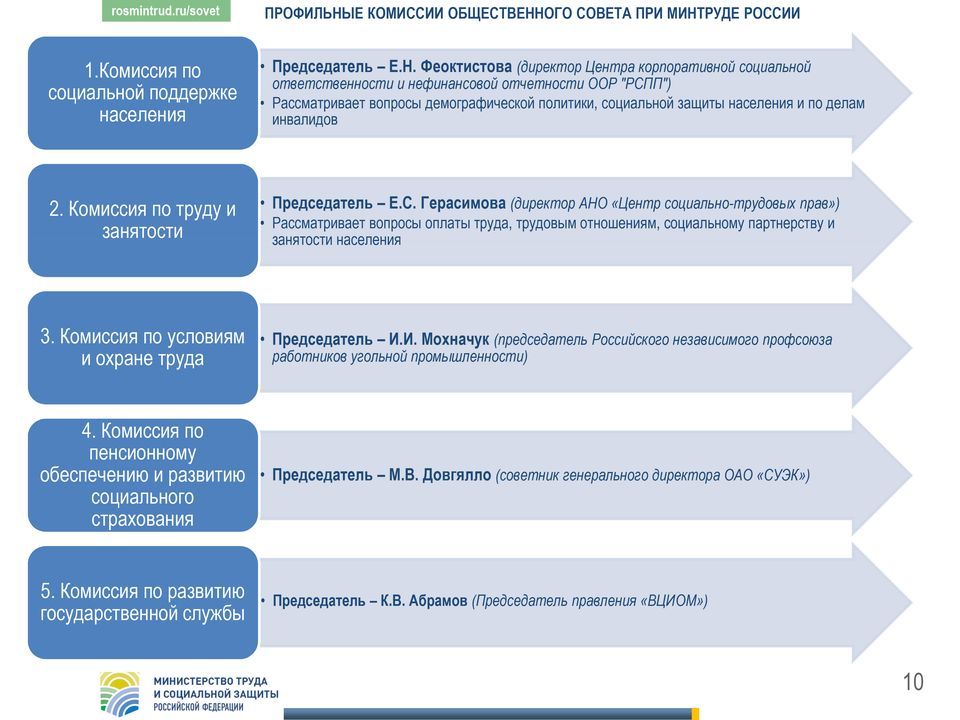 rosmintrud.ru/sovet
ПРОФИЛЬНЫЕ КОМИССИИ ОБЩЕСТВЕННОГО СОВЕТА ПРИ МИНТРУДЕ РОССИИ
1.Комиссия по
социальной поддержке
населения
• Председатель – Е.Н. Феоктистова (директор Центра корпоративной социальной
ответственности и нефинансовой отчетности ООР "РСПП")
• Рассматривает вопросы демографической политики, социальной защиты населения и по делам
инвалидов
2. Комиссия по труду и
занятости
• Председатель – Е.С. Герасимова (директор АНО «Центр социально-трудовых прав»)
• Рассматривает вопросы оплаты труда, трудовым отношениям, социальному партнерству и
занятости населения
3. Комиссия по условиям
и охране труда
• Председатель – И.И. Мохначук (председатель Российского независимого профсоюза
работников угольной промышленности)
4. Комиссия по
пенсионному
обеспечению и развитию
социального
страхования
• Председатель – М.В. Довгялло (советник генерального директора ОАО «СУЭК»)
5. Комиссия по развитию
государственной службы
• Председатель – К.В. Абрамов (Председатель правления «ВЦИОМ»)
МИНИСТЕРСТВО ТРУДА
И СОЦИАЛЬНОЙ ЗАЩИТЫ
РОССИЙСКОЙ ФЕДЕРАЦИИ
10